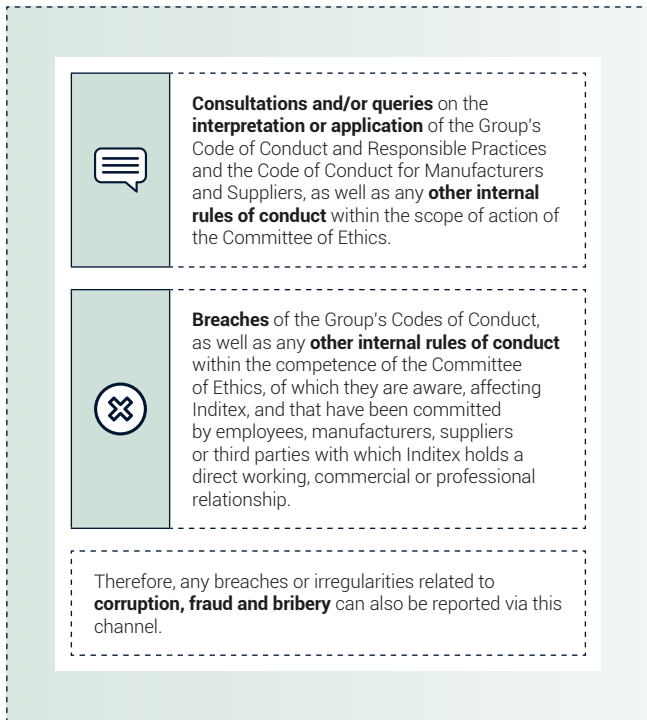 Consultations and/or queries on the
interpretation or application of the Group's
Code of Conduct and Responsible Practices
and the Code of Conduct for Manufacturers
and Suppliers, as well as any other internal
rules of conduct within the scope of action of
the Committee of Ethics.
Breaches of the Group's Codes of Conduct,
as well as any other internal rules of conduct
within the competence of the Committee
of Ethics, of which they are aware, affecting
Inditex, and that have been committed
by employees, manufacturers, suppliers
or third parties with which Inditex holds a
direct working, commercial or professional
relationship.
Therefore, any breaches or irregularities related to
corruption, fraud and bribery can also be reported via this
channel.